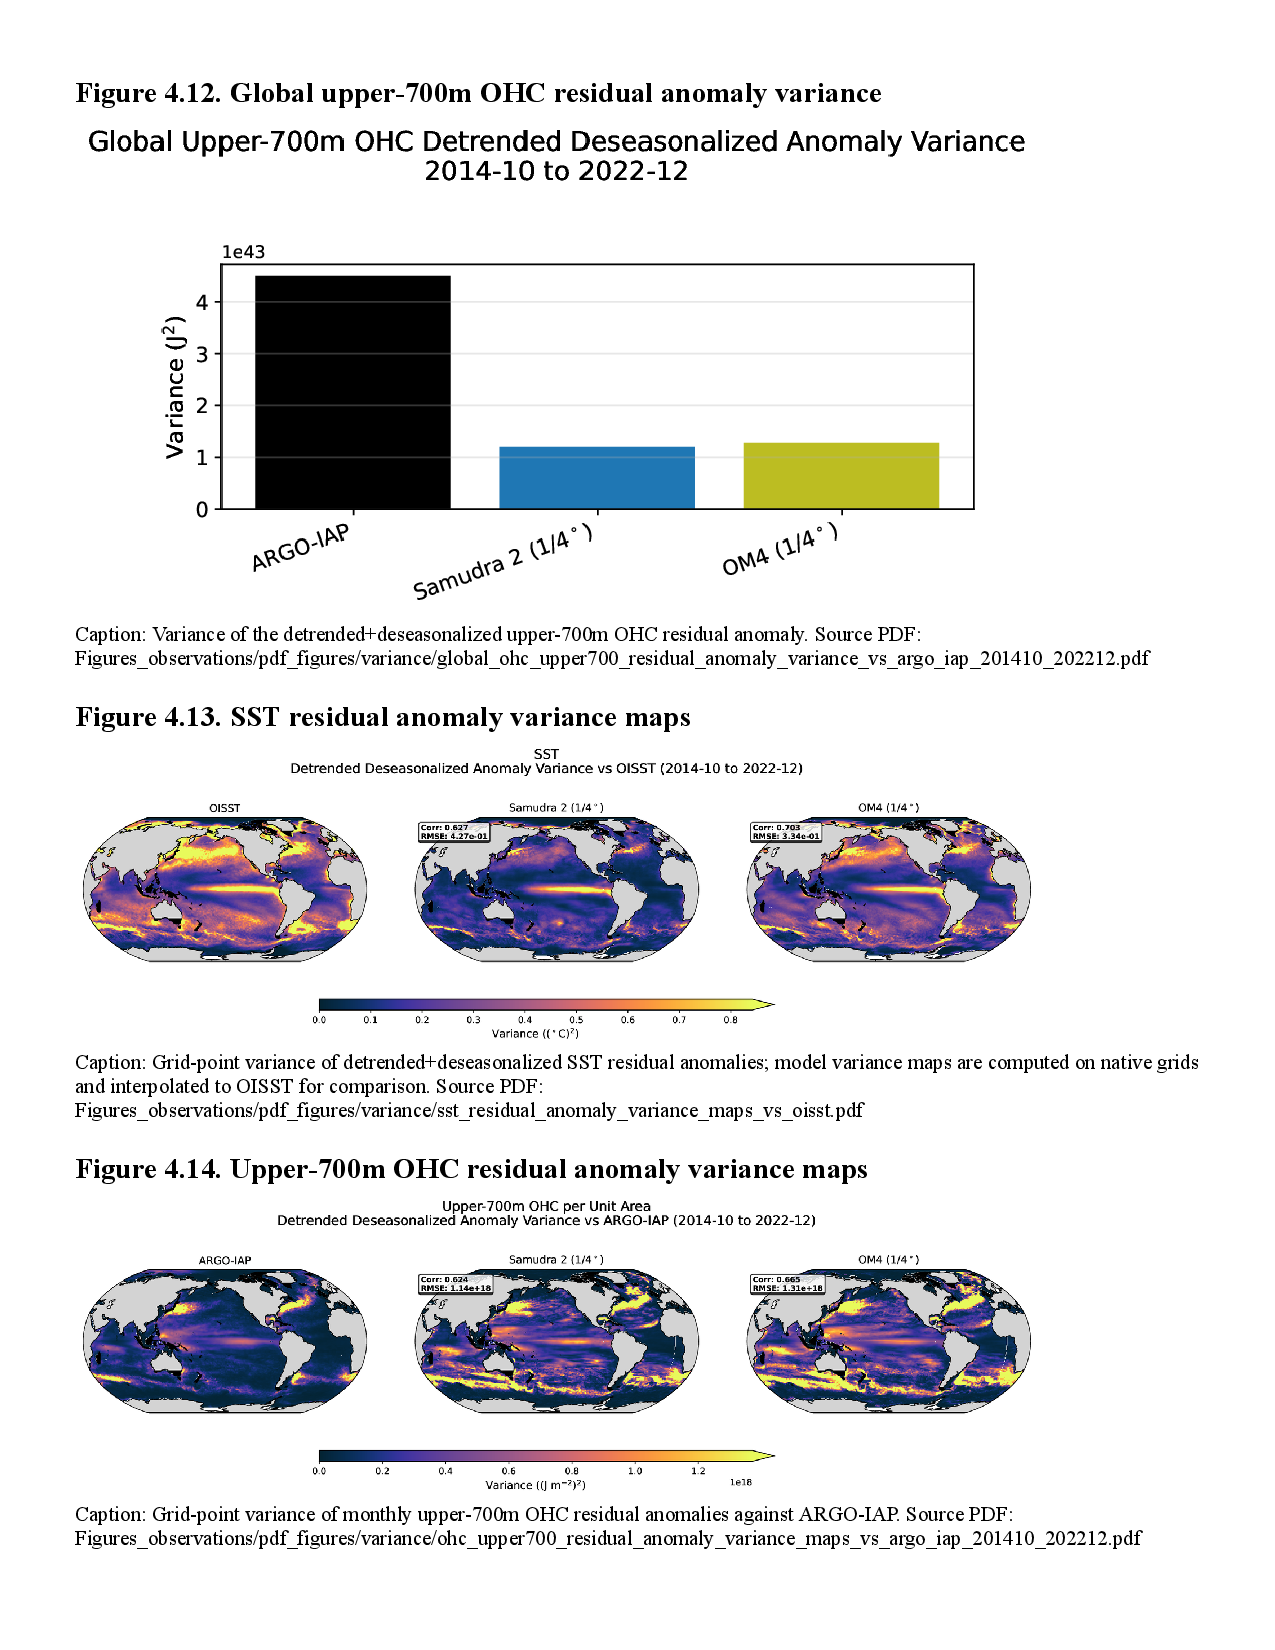 Figure 4.12. Global upper-700m OHC residual anomaly variance
Global Upper-700m OHC Detrended Deseasonalized Anomaly Variance
2014-10 to 2022-12
1e43
Variance (J²)
4
3
2
1
0
ARGO-IAP
Samudra 2 (1/4°)
OM4 (1/4°)
Caption: Variance of the detrended+deseasonalized upper-700m OHC residual anomaly. Source PDF:
Figures_observations/pdf_figures/variance/global_ohc_upper700_residual_anomaly_variance_vs_argo_iap_201410_202212.pdf
Figure 4.13. SST residual anomaly variance maps
SST
Detrended Deseasonalized Anomaly Variance vs OISST (2014-10 to 2022-12)
OISST
Samudra 2 (1/4°)
OM4 (1/4°)
Corr: 0.627
RMSE: 4.27e-01
Corr: 0.703
RMSE: 3.34e-01
0.0 0.1 0.2 0.3 0.4 0.5 0.6 0.7 0.8
Variance ((°C)²)
Caption: Grid-point variance of detrended+deseasonalized SST residual anomalies; model variance maps are computed on native grids
and interpolated to OISST for comparison. Source PDF:
Figures_observations/pdf_figures/variance/sst_residual_anomaly_variance_maps_vs_oisst.pdf
Figure 4.14. Upper-700m OHC residual anomaly variance maps
Upper-700m OHC per Unit Area
Detrended Deseasonalized Anomaly Variance vs ARGO-IAP (2014-10 to 2022-12)
ARGO-IAP
Samudra 2 (1/4°)
OM4 (1/4°)
Corr: 0.624
RMSE: 1.14e+18
Corr: 0.665
RMSE: 1.31e+18
0.0 0.2 0.4 0.6 0.8 1.0 1.2
1e18
Variance ((J m⁻²)²)
Caption: Grid-point variance of monthly upper-700m OHC residual anomalies against ARGO-IAP. Source PDF:
Figures_observations/pdf_figures/variance/ohc_upper700_residual_anomaly_variance_maps_vs_argo_iap_201410_202212.pdf